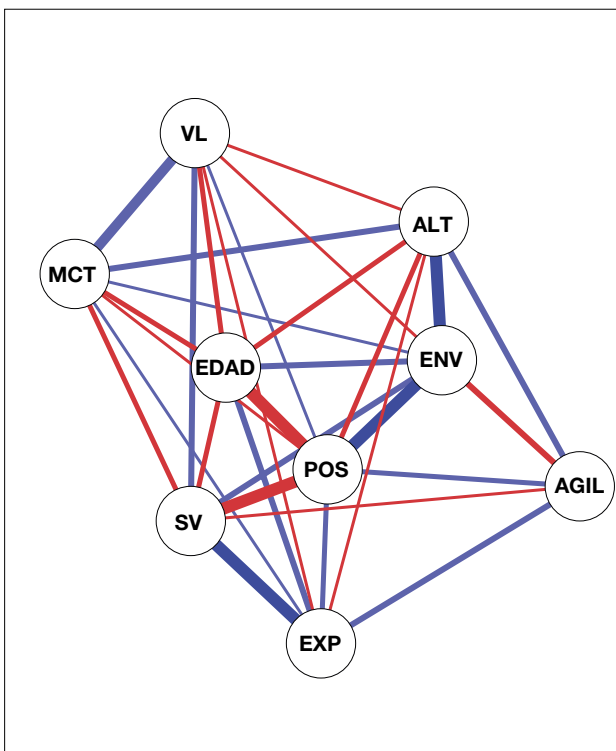 VL
ALT
MCT
EDAD
ENV
POS
AGIL
SV
EXP